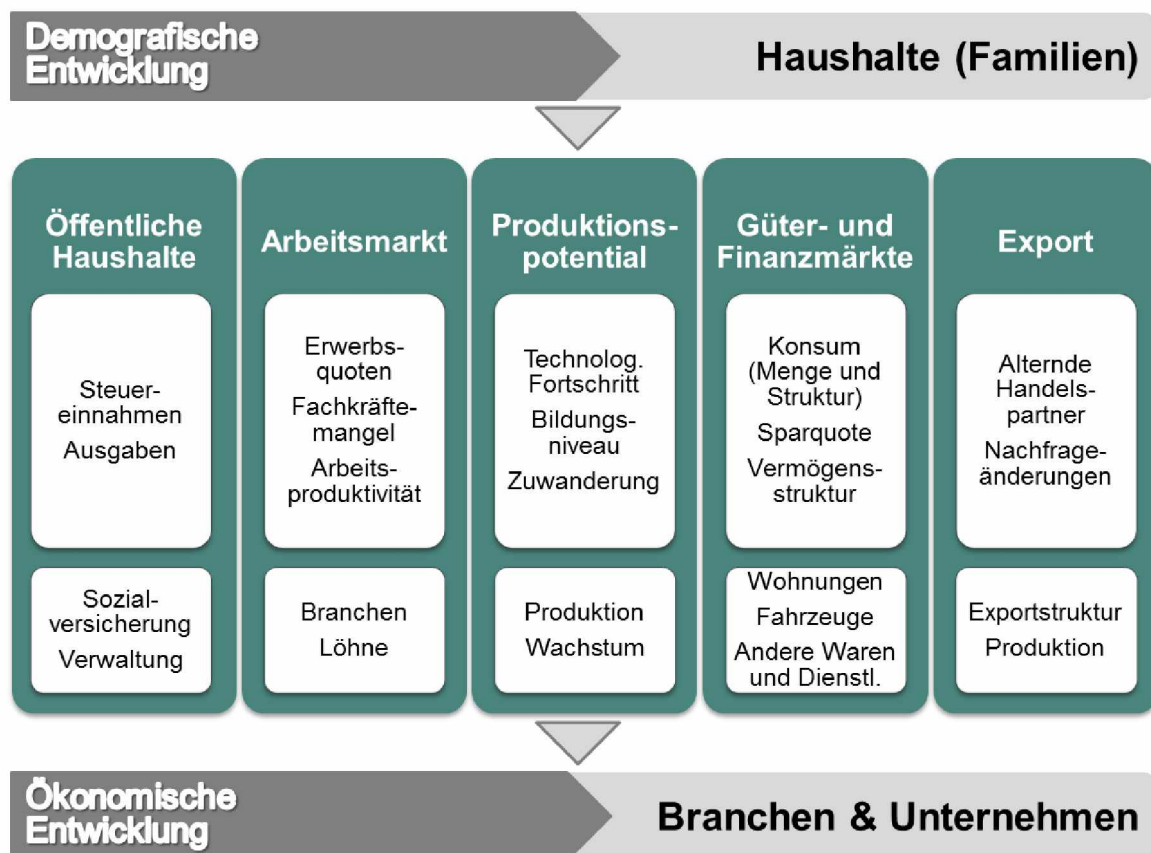 Demografische
Entwicklung
Haushalte (Familien)
Öffentliche
Haushalte
Steuer-
einnahmen
Ausgaben
Sozial-
versicherung
Verwaltung
Arbeitsmarkt
Erwerbs-
quoten
Fachkräfte-
mangel
Arbeits-
produktivität
Branchen
Löhne
Produktions-
potential
Technolog.
Fortschritt
Bildungs-
niveau
Zuwanderung
Produktion
Wachstum
Güter- und
Finanzmärkte
Konsum
(Menge und
Struktur)
Sparquote
Vermögens-
struktur
Wohnungen
Fahrzeuge
Andere Waren
und Dienstl.
Export
Alternde
Handels-
partner
Nachfrage-
änderungen
Exportstruktur
Produktion
Ökonomische
Entwicklung
Branchen & Unternehmen